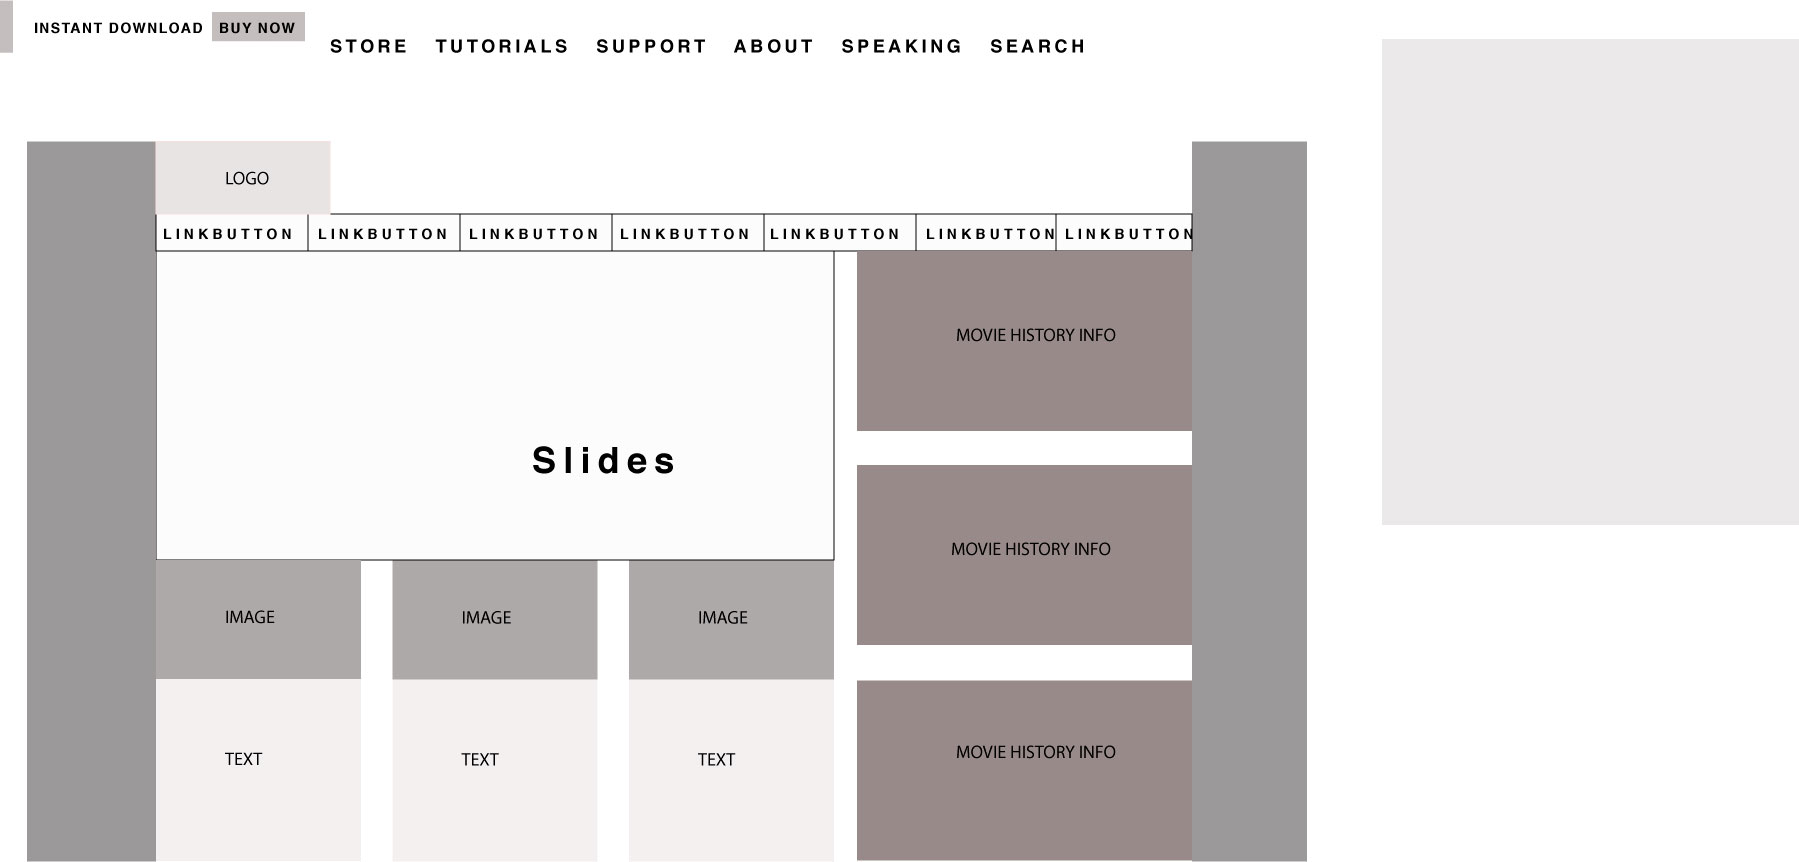 INSTANT DOWNLOAD BUY NOW
STORE TUTORIALS SUPPORT ABOUT SPEAKING SEARCH
LOGO
LINKBUTTON LINKBUTTON LINKBUTTON LINKBUTTON LINKBUTTON LINKBUTTON LINKBUTTON
MOVIE HISTORY INFO
Slides
MOVIE HISTORY INFO
IMAGE IMAGE IMAGE
TEXT TEXT TEXT
MOVIE HISTORY INFO